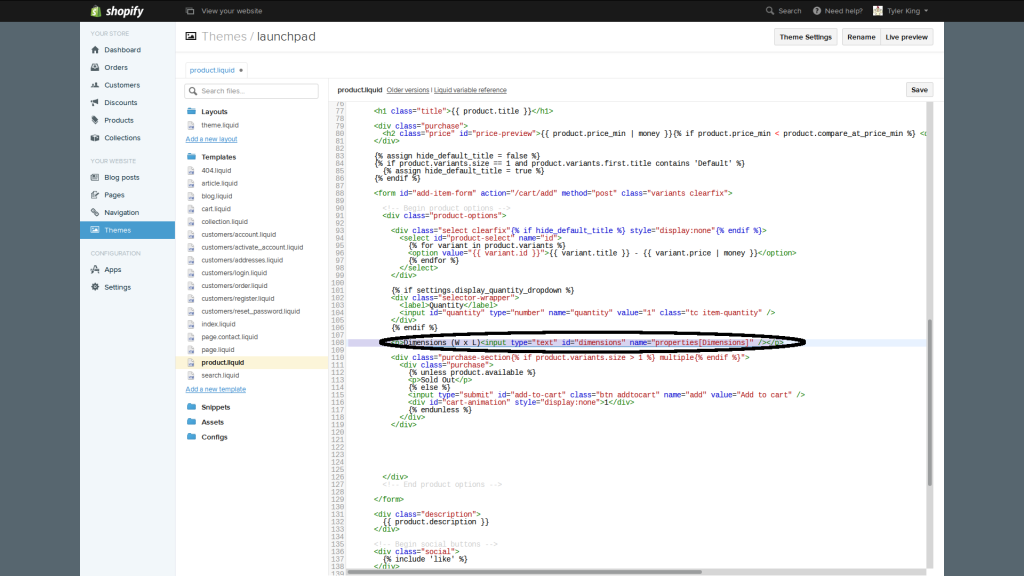 shopify
View your website
Search
Need help?
Tyler King
YOUR STORE
Dashboard
Orders
Customers
Discounts
Products
Collections
YOUR WEBSITE
Blog posts
Pages
Navigation
Themes
CONFIGURATION
Apps
Settings
Themes / launchpad
Theme Settings
Rename
Live preview
product.liquid
Search files...
Layouts
theme.liquid
Add a new layout
Templates
404.liquid
article.liquid
blog.liquid
cart.liquid
collection.liquid
customers/account.liquid
customers/activate_account.liquid
customers/addresses.liquid
customers/login.liquid
customers/order.liquid
customers/register.liquid
customers/reset_password.liquid
index.liquid
page.contact.liquid
page.liquid
product.liquid
search.liquid
Add a new template
Snippets
Assets
Configs
product.liquid Older versions | Liquid variable reference
Save
76
77 <h1 class="title">{{ product.title }}</h1>
78
79 <div class="purchase">
80 <h2 class="price" id="price-preview">{{ product.price_min | money }}{% if product.price_min < product.compare_at_price_min %}
81 </div>
82
83 {% assign hide_default_title = false %}
84 {% if product.variants.size == 1 and product.variants.first.title contains 'Default' %}
85 {% assign hide_default_title = true %}
86 {% endif %}
87
88 <form id="add-item-form" action="/cart/add" method="post" class="variants clearfix">
89
90 <!-- Begin product options -->
91 <div class="product-options">
92
93 <div class="select clearfix"{% if hide_default_title %} style="display:none"{% endif %}>
94 <select id="product-select" name="id">
95 {% for variant in product.variants %}
96 <option value="{{ variant.id }}">{{ variant.title }} - {{ variant.price | money }}</option>
97 {% endfor %}
98 </select>
99 </div>
100
101 {% if settings.display_quantity_dropdown %}
102 <div class="selector-wrapper">
103 <label>Quantity</label>
104 <input id="quantity" type="number" name="quantity" value="1" class="tc item-quantity" />
105 </div>
106 {% endif %}
107
108 Dimensions (W x L)<input type="text" id="dimensions" name="properties[Dimensions]" /></p>
109
110 <div class="purchase-section{% if product.variants.size > 1 %} multiple{% endif %}">
111 <div class="purchase">
112 {% unless product.available %}
113 <p>Sold Out</p>
114 {% else %}
115 <input type="submit" id="add-to-cart" class="btn addtocart" name="add" value="Add to cart" />
116 <div id="cart-animation" style="display:none">1</div>
117 {% endunless %}
118 </div>
119 </div>
120
121
122
123
124
125
126 </div>
127 <!-- End product options -->
128
129 </form>
130
131 <div class="description">
132 {{ product.description }}
133 </div>
134
135 <!-- Begin social buttons -->
136 <div class="social">
137 {% include 'like' %}
138 </div>
139